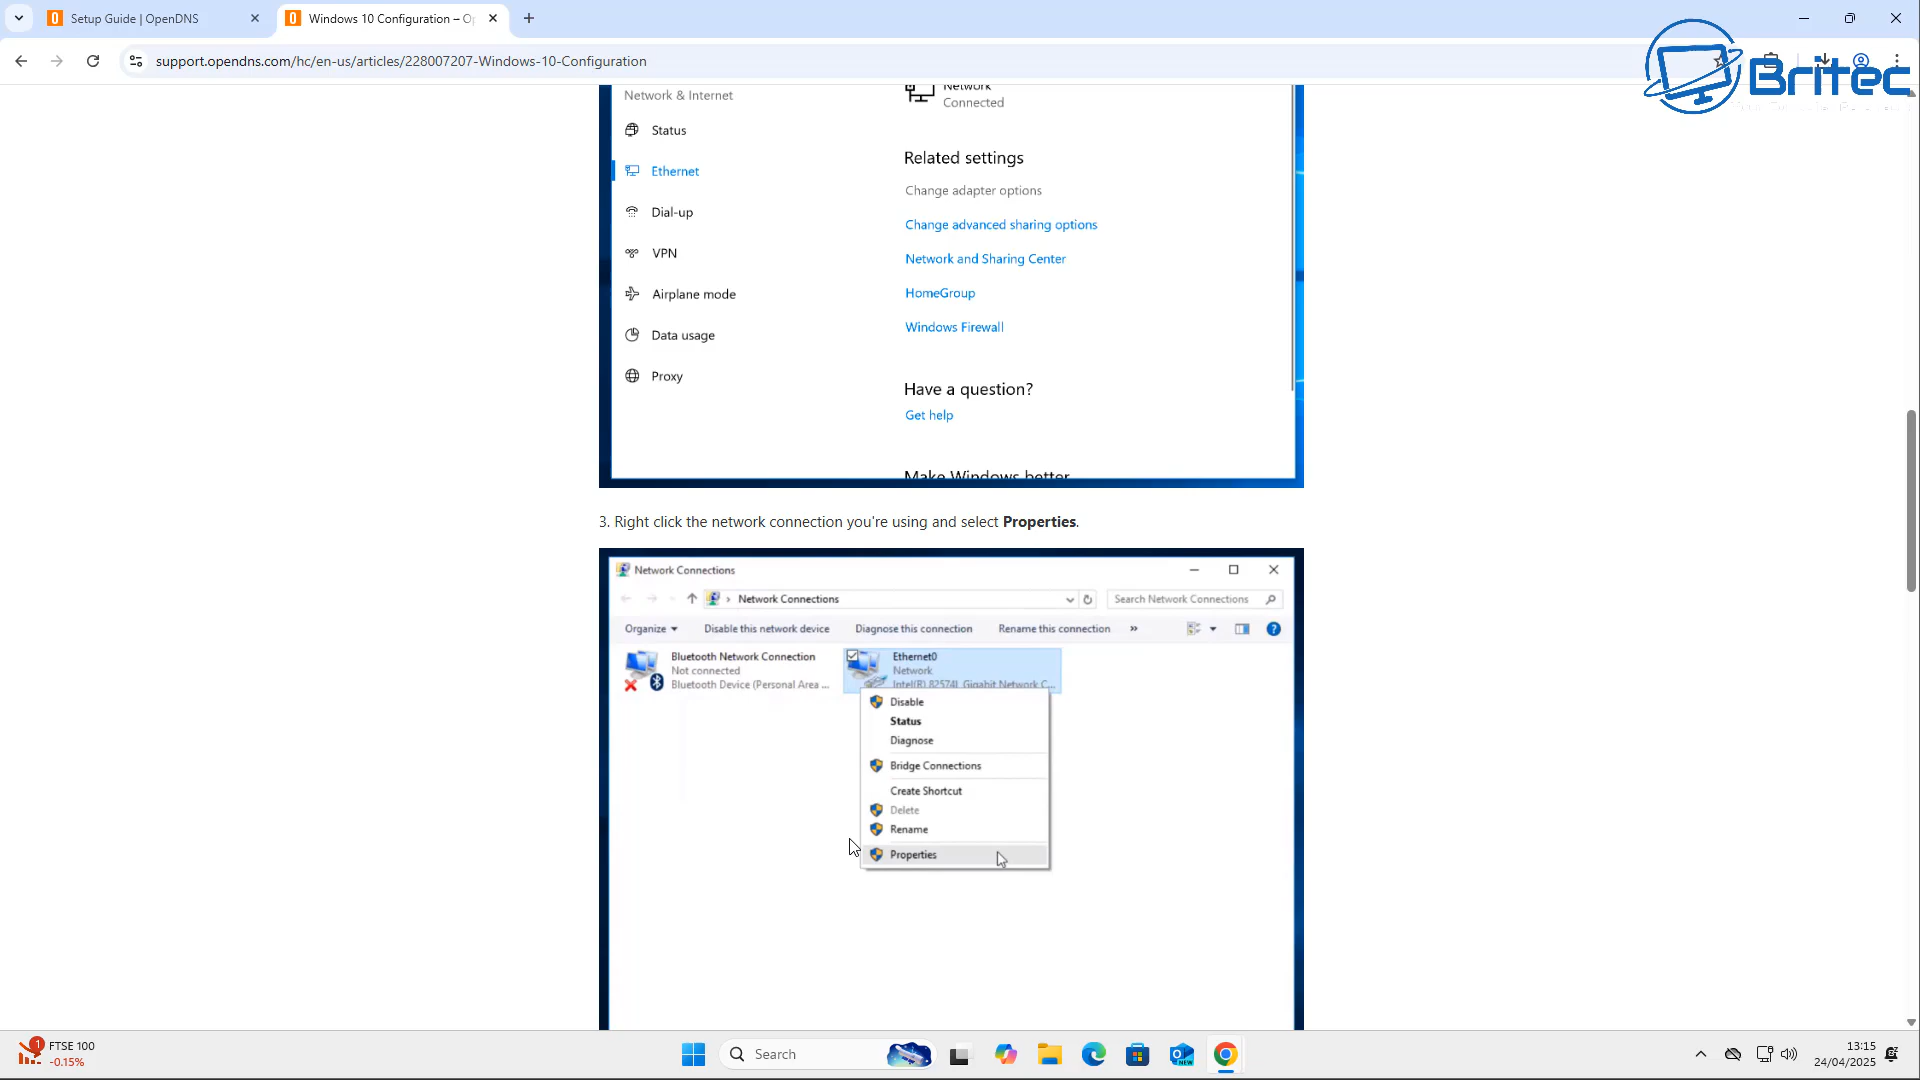 Setup Guide | OpenDNS
Windows 10 Configuration – O
support.opendns.com/hc/en-us/articles/228007207-Windows-10-Configuration
Britec
Network & Internet
Status
Ethernet
Dial-up
VPN
Airplane mode
Data usage
Proxy
Network
Connected
Related settings
Change adapter options
Change advanced sharing options
Network and Sharing Center
HomeGroup
Windows Firewall
Have a question?
Get help
Make Windows better
3. Right click the network connection you're using and select Properties.
Network Connections
Network Connections
Search Network Connections
Organize
Disable this network device
Diagnose this connection
Rename this connection
»
Bluetooth Network Connection
Not connected
Bluetooth Device (Personal Area ...
Ethernet0
Network
Intel(R) 82574L Gigabit Network C...
Disable
Status
Diagnose
Bridge Connections
Create Shortcut
Delete
Rename
Properties
1
FTSE 100
-0.15%
Search
NEW
13:15
24/04/2025